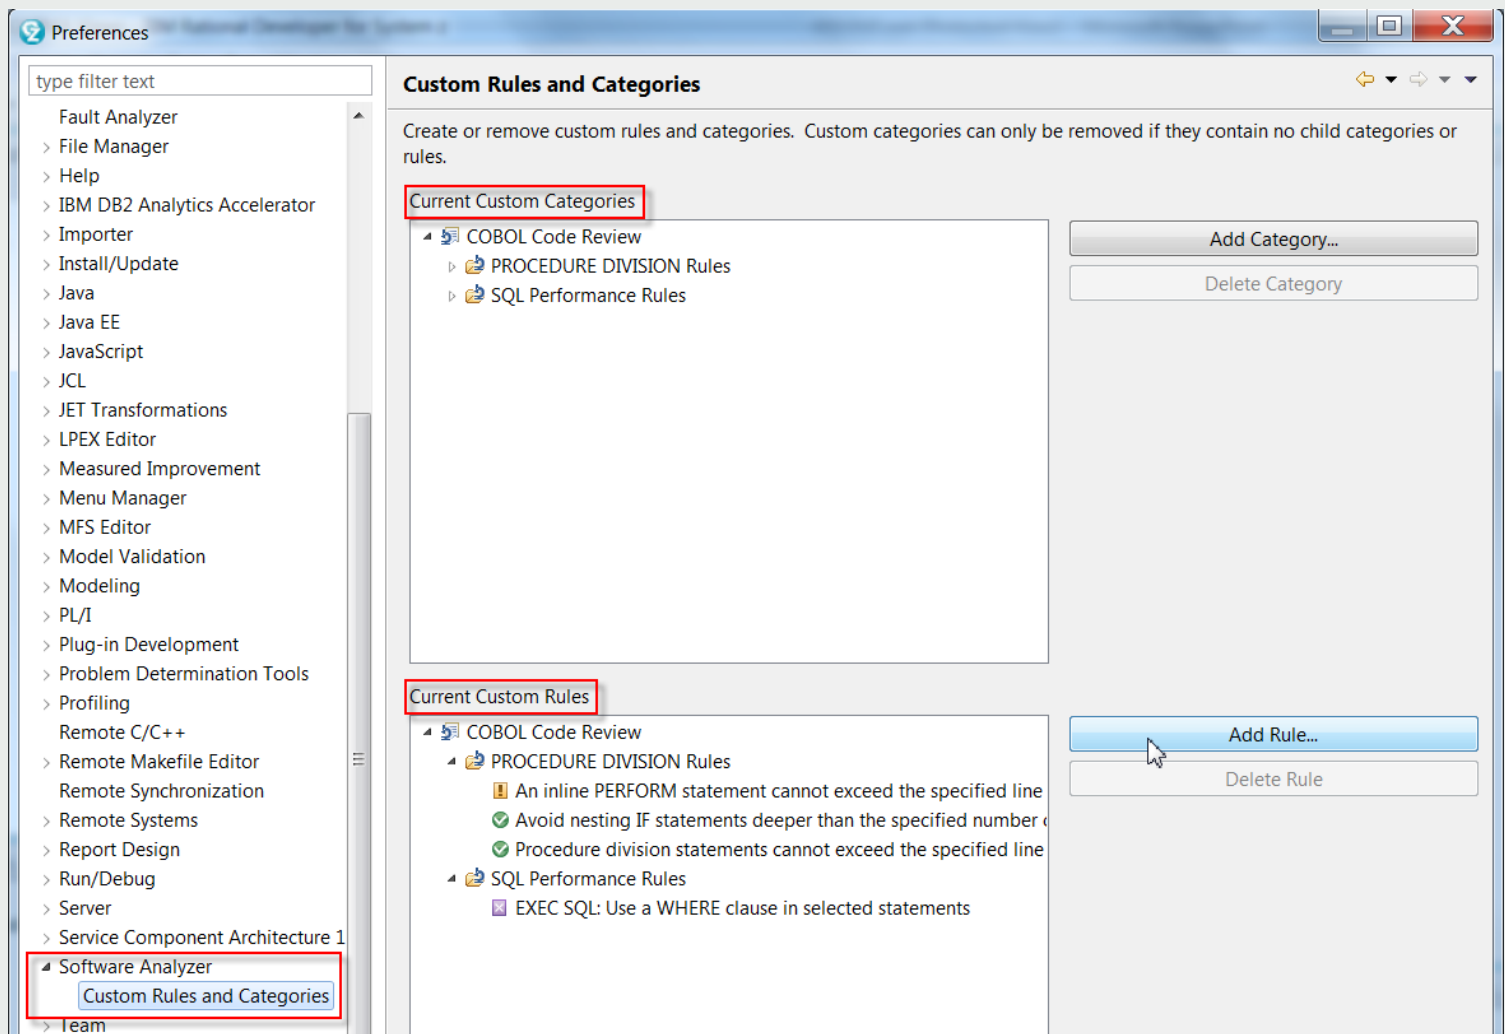 Preferences
type filter text
Fault Analyzer
File Manager
Help
IBM DB2 Analytics Accelerator
Importer
Install/Update
Java
Java EE
JavaScript
JCL
JET Transformations
LPEX Editor
Measured Improvement
Menu Manager
MFS Editor
Model Validation
Modeling
PL/I
Plug-in Development
Problem Determination Tools
Profiling
Remote C/C++
Remote Makefile Editor
Remote Synchronization
Remote Systems
Report Design
Run/Debug
Server
Service Component Architecture 1
Software Analyzer
Custom Rules and Categories
Team
Custom Rules and Categories
Create or remove custom rules and categories.  Custom categories can only be removed if they contain no child categories or
rules.
Current Custom Categories
COBOL Code Review
PROCEDURE DIVISION Rules
SQL Performance Rules
Add Category...
Delete Category
Current Custom Rules
COBOL Code Review
PROCEDURE DIVISION Rules
An inline PERFORM statement cannot exceed the specified line
Avoid nesting IF statements deeper than the specified number
Procedure division statements cannot exceed the specified line
SQL Performance Rules
EXEC SQL: Use a WHERE clause in selected statements
Add Rule...
Delete Rule